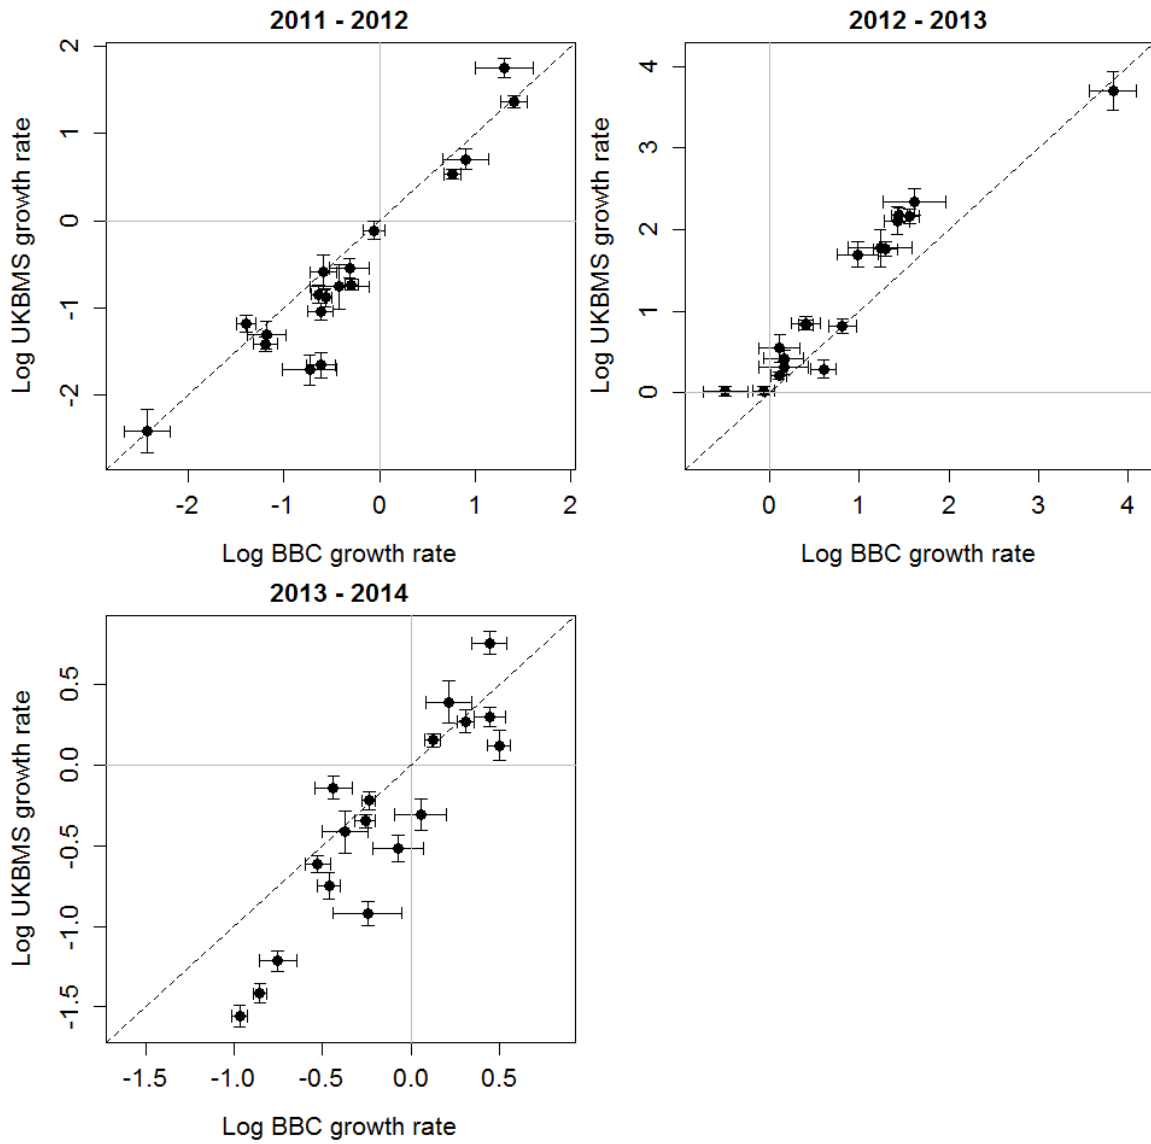 2011 - 2012
2
1
0
-1
-2
Log UKBMS growth rate
-2 -1 0 1 2
Log BBC growth rate
2012 - 2013
4
3
2
1
0
Log UKBMS growth rate
0 1 2 3 4
Log BBC growth rate
2013 - 2014
0.5
0.0
-0.5
-1.0
-1.5
Log UKBMS growth rate
-1.5 -1.0 -0.5 0.0 0.5
Log BBC growth rate